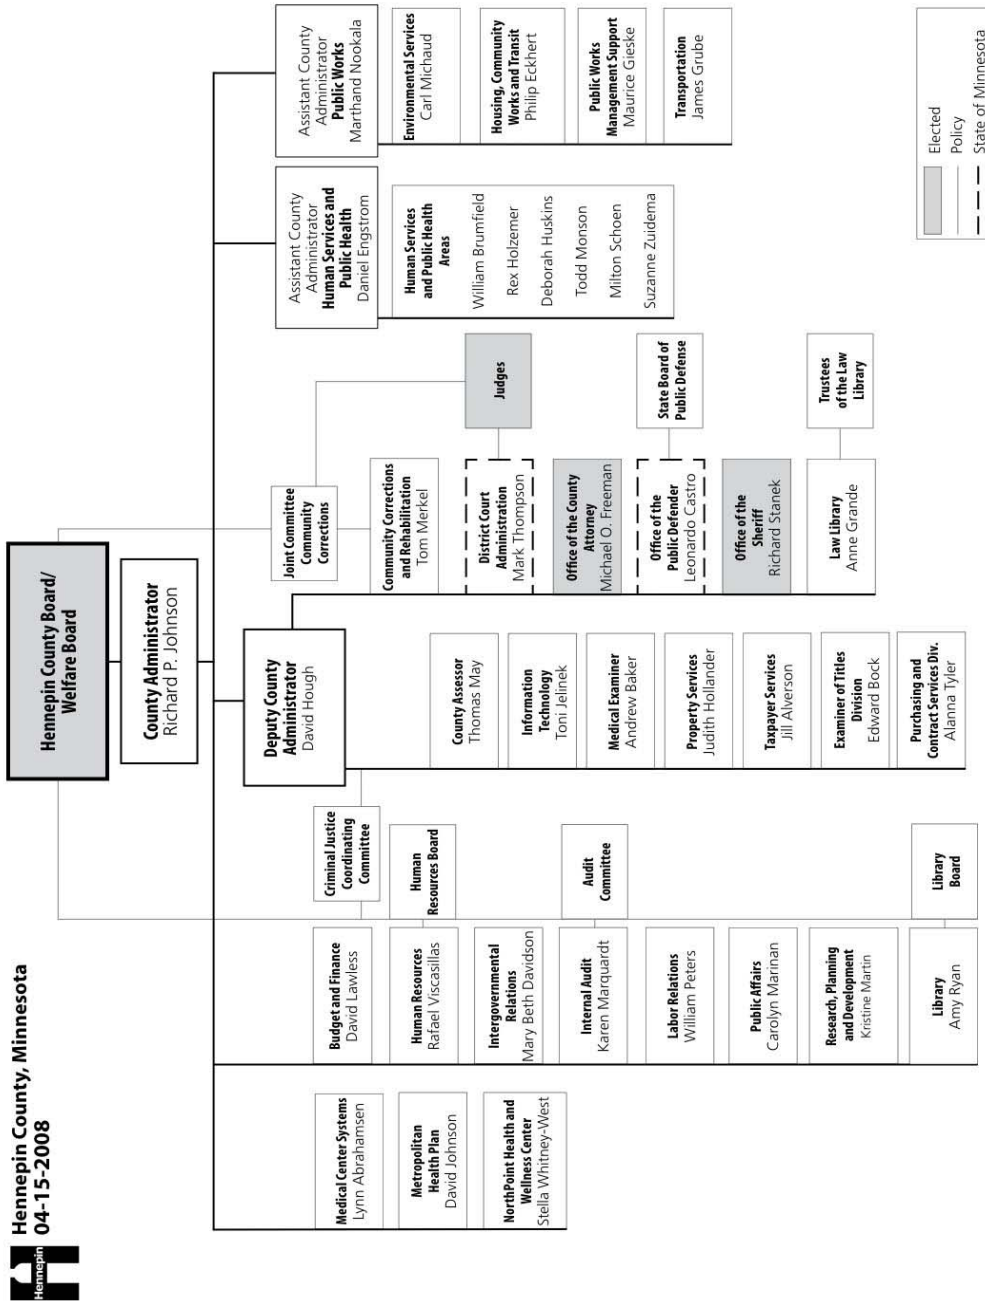 Hennepin
Hennepin County, Minnesota
04-15-2008
Hennepin County Board/
Welfare Board
County Administrator
Richard P. Johnson
Deputy County
Administrator
David Hough
Assistant County
Administrator
Human Services and
Public Health
Daniel Engstrom
Assistant County
Administrator
Public Works
Marthand Nookala
Medical Center Systems
Lynn Abrahamsen
Metropolitan
Health Plan
David Johnson
NorthPoint Health and
Wellness Center
Stella Whitney-West
Budget and Finance
David Lawless
Human Resources
Rafael Viscasillas
Intergovernmental
Relations
Mary Beth Davidson
Internal Audit
Karen Marquardt
Labor Relations
William Peters
Public Affairs
Carolyn Marinan
Research, Planning
and Development
Kristine Martin
Library
Amy Ryan
Criminal Justice
Coordinating
Committee
Human
Resources Board
Audit
Committee
Library
Board
County Assessor
Thomas May
Information
Technology
Toni Jelinek
Medical Examiner
Andrew Baker
Property Services
Judith Hollander
Taxpayer Services
Jill Alverson
Examiner of Titles
Division
Edward Bock
Purchasing and
Contract Services Div.
Alanna Tyler
Joint Committee
Community
Corrections
Community Corrections
and Rehabilitation
Tom Merkel
District Court
Administration
Mark Thompson
Office of the County
Attorney
Michael O. Freeman
Office of the
Public Defender
Leonardo Castro
Office of the
Sheriff
Richard Stanek
Law Library
Anne Grande
Judges
State Board of
Public Defense
Trustees
of the Law
Library
Human Services
and Public Health
Areas
William Brumfield
Rex Holzemer
Deborah Huskins
Todd Monson
Milton Schoen
Suzanne Zuidema
Environmental Services
Carl Michaud
Housing, Community
Works and Transit
Philip Eckhert
Public Works
Management Support
Maurice Gieske
Transportation
James Grube
Elected
Policy
State of Minnesota